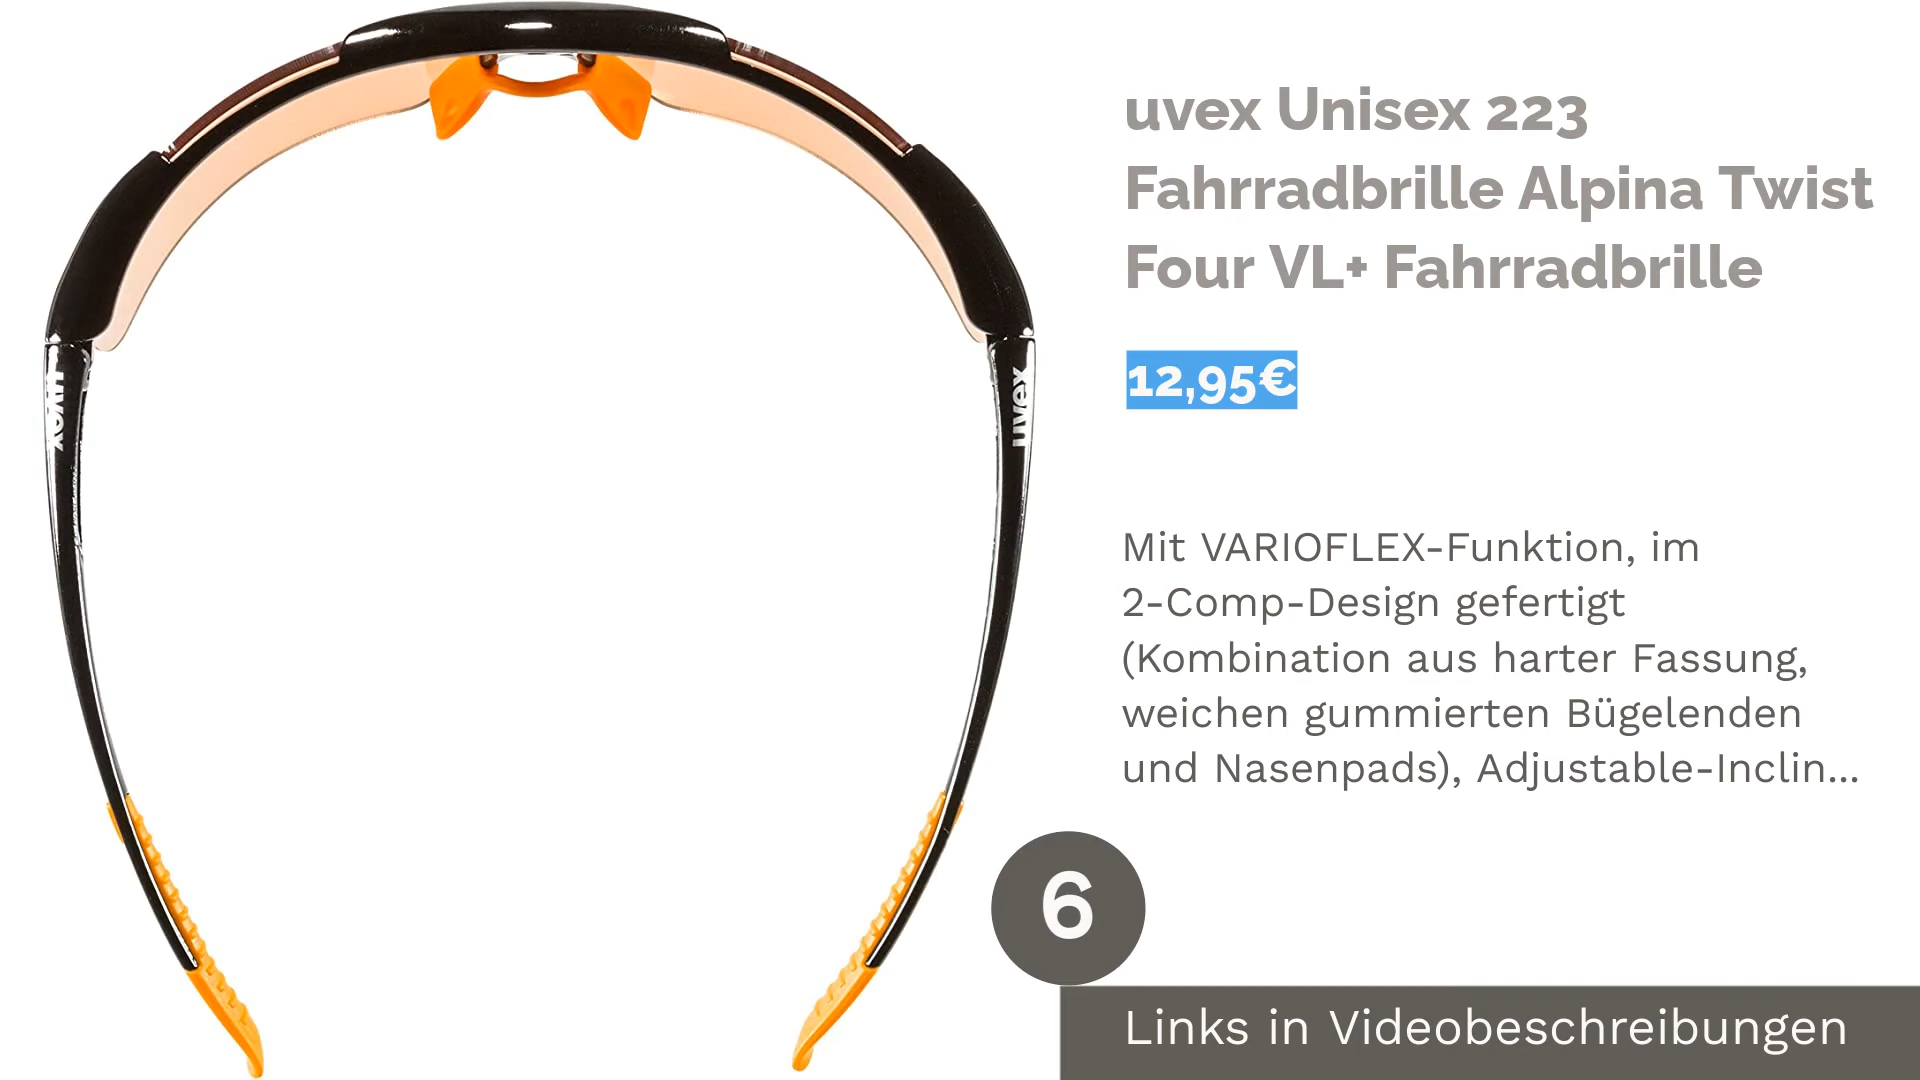 uvex
uvex
uvex Unisex 223
Fahrradbrille Alpina Twist
Four VL+ Fahrradbrille
12,95€
Mit VARIOFLEX-Funktion, im
2-Comp-Design gefertigt
(Kombination aus harter Fassung,
weichen gummierten Bügelenden
und Nasenpads), Adjustable-Inclin...
6
Links in Videobeschreibungen